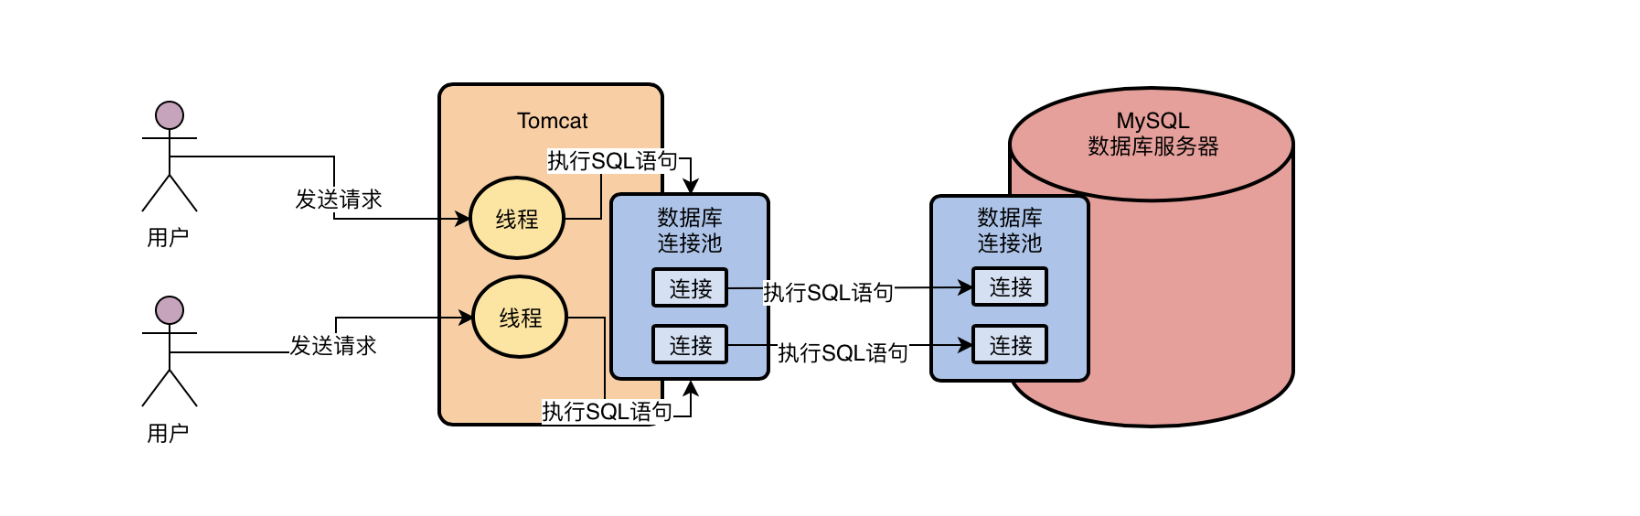 Tomcat
MySQL
数据库服务器
执行SQL语句
发送请求
线程
数据库
连接池
数据库
连接池
用户
连接
执行SQL语句
连接
线程
发送请求
连接
执行SQL语句
连接
执行SQL语句
用户